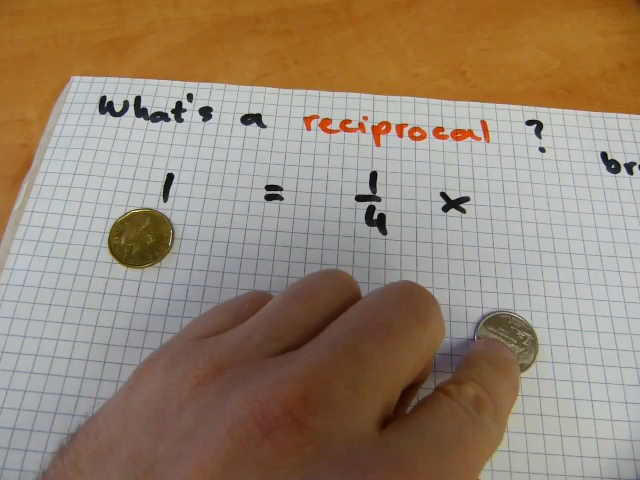 What's a reciprocal ?
1 = 1/4 ×